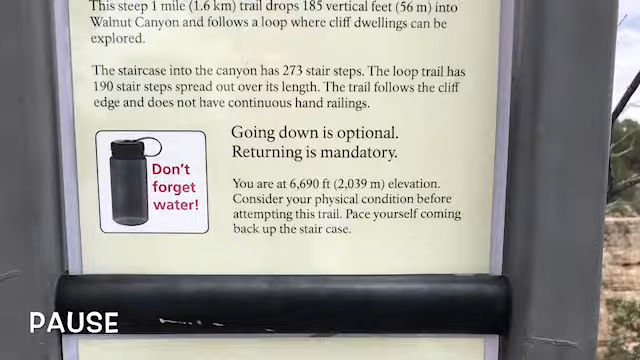 This steep 1 mile (1.6 km) trail drops 185 vertical feet (56 m) into
Walnut Canyon and follows a loop where cliff dwellings can be
explored.
The staircase into the canyon has 273 stair steps. The loop trail has
190 stair steps spread out over its length. The trail follows the cliff
edge and does not have continuous hand railings.
Don't
forget
water!
Going down is optional.
Returning is mandatory.
You are at 6,690 ft (2,039 m) elevation.
Consider your physical condition before
attempting this trail. Pace yourself coming
back up the stair case.
PAUSE